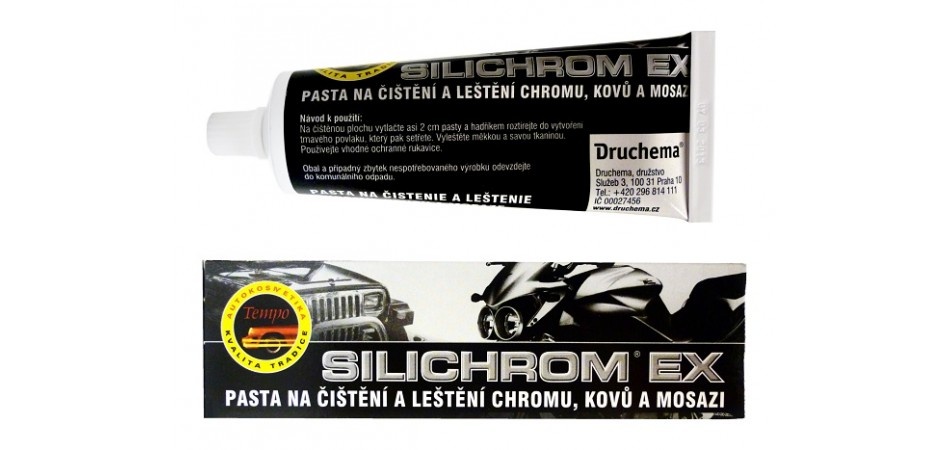 KVALITA TRADICE
SILICHROM EX
PASTA NA ČIŠTĚNÍ A LEŠTĚNÍ CHROMU, KOVŮ A MOSAZ
Návod k použití:
Na čištěnou plochu vytlačte asi 2 cm pasty a hadříkem roztírejte do vytvoření
tmavého povlaku, který pak setřete. Vyleštěte měkkou a savou tkaninou.
Používejte vhodné ochranné rukavice.
Obal a případný zbytek nespotřebovaného výrobku odevzdejte
do komunálního odpadu.
PASTA NA ČISTENIE A LEŠTENIE
Druchema®
Druchema, družstvo
Služeb 3, 100 31 Praha 10
Tel.: +420 296 814 111
IČ 00027456
www.druchema.cz
AUTOKOSMETIKA
Tempo
KVALITA TRADICE
SILICHROM® EX
PASTA NA ČIŠTĚNÍ A LEŠTĚNÍ CHROMU, KOVŮ A MOSAZI